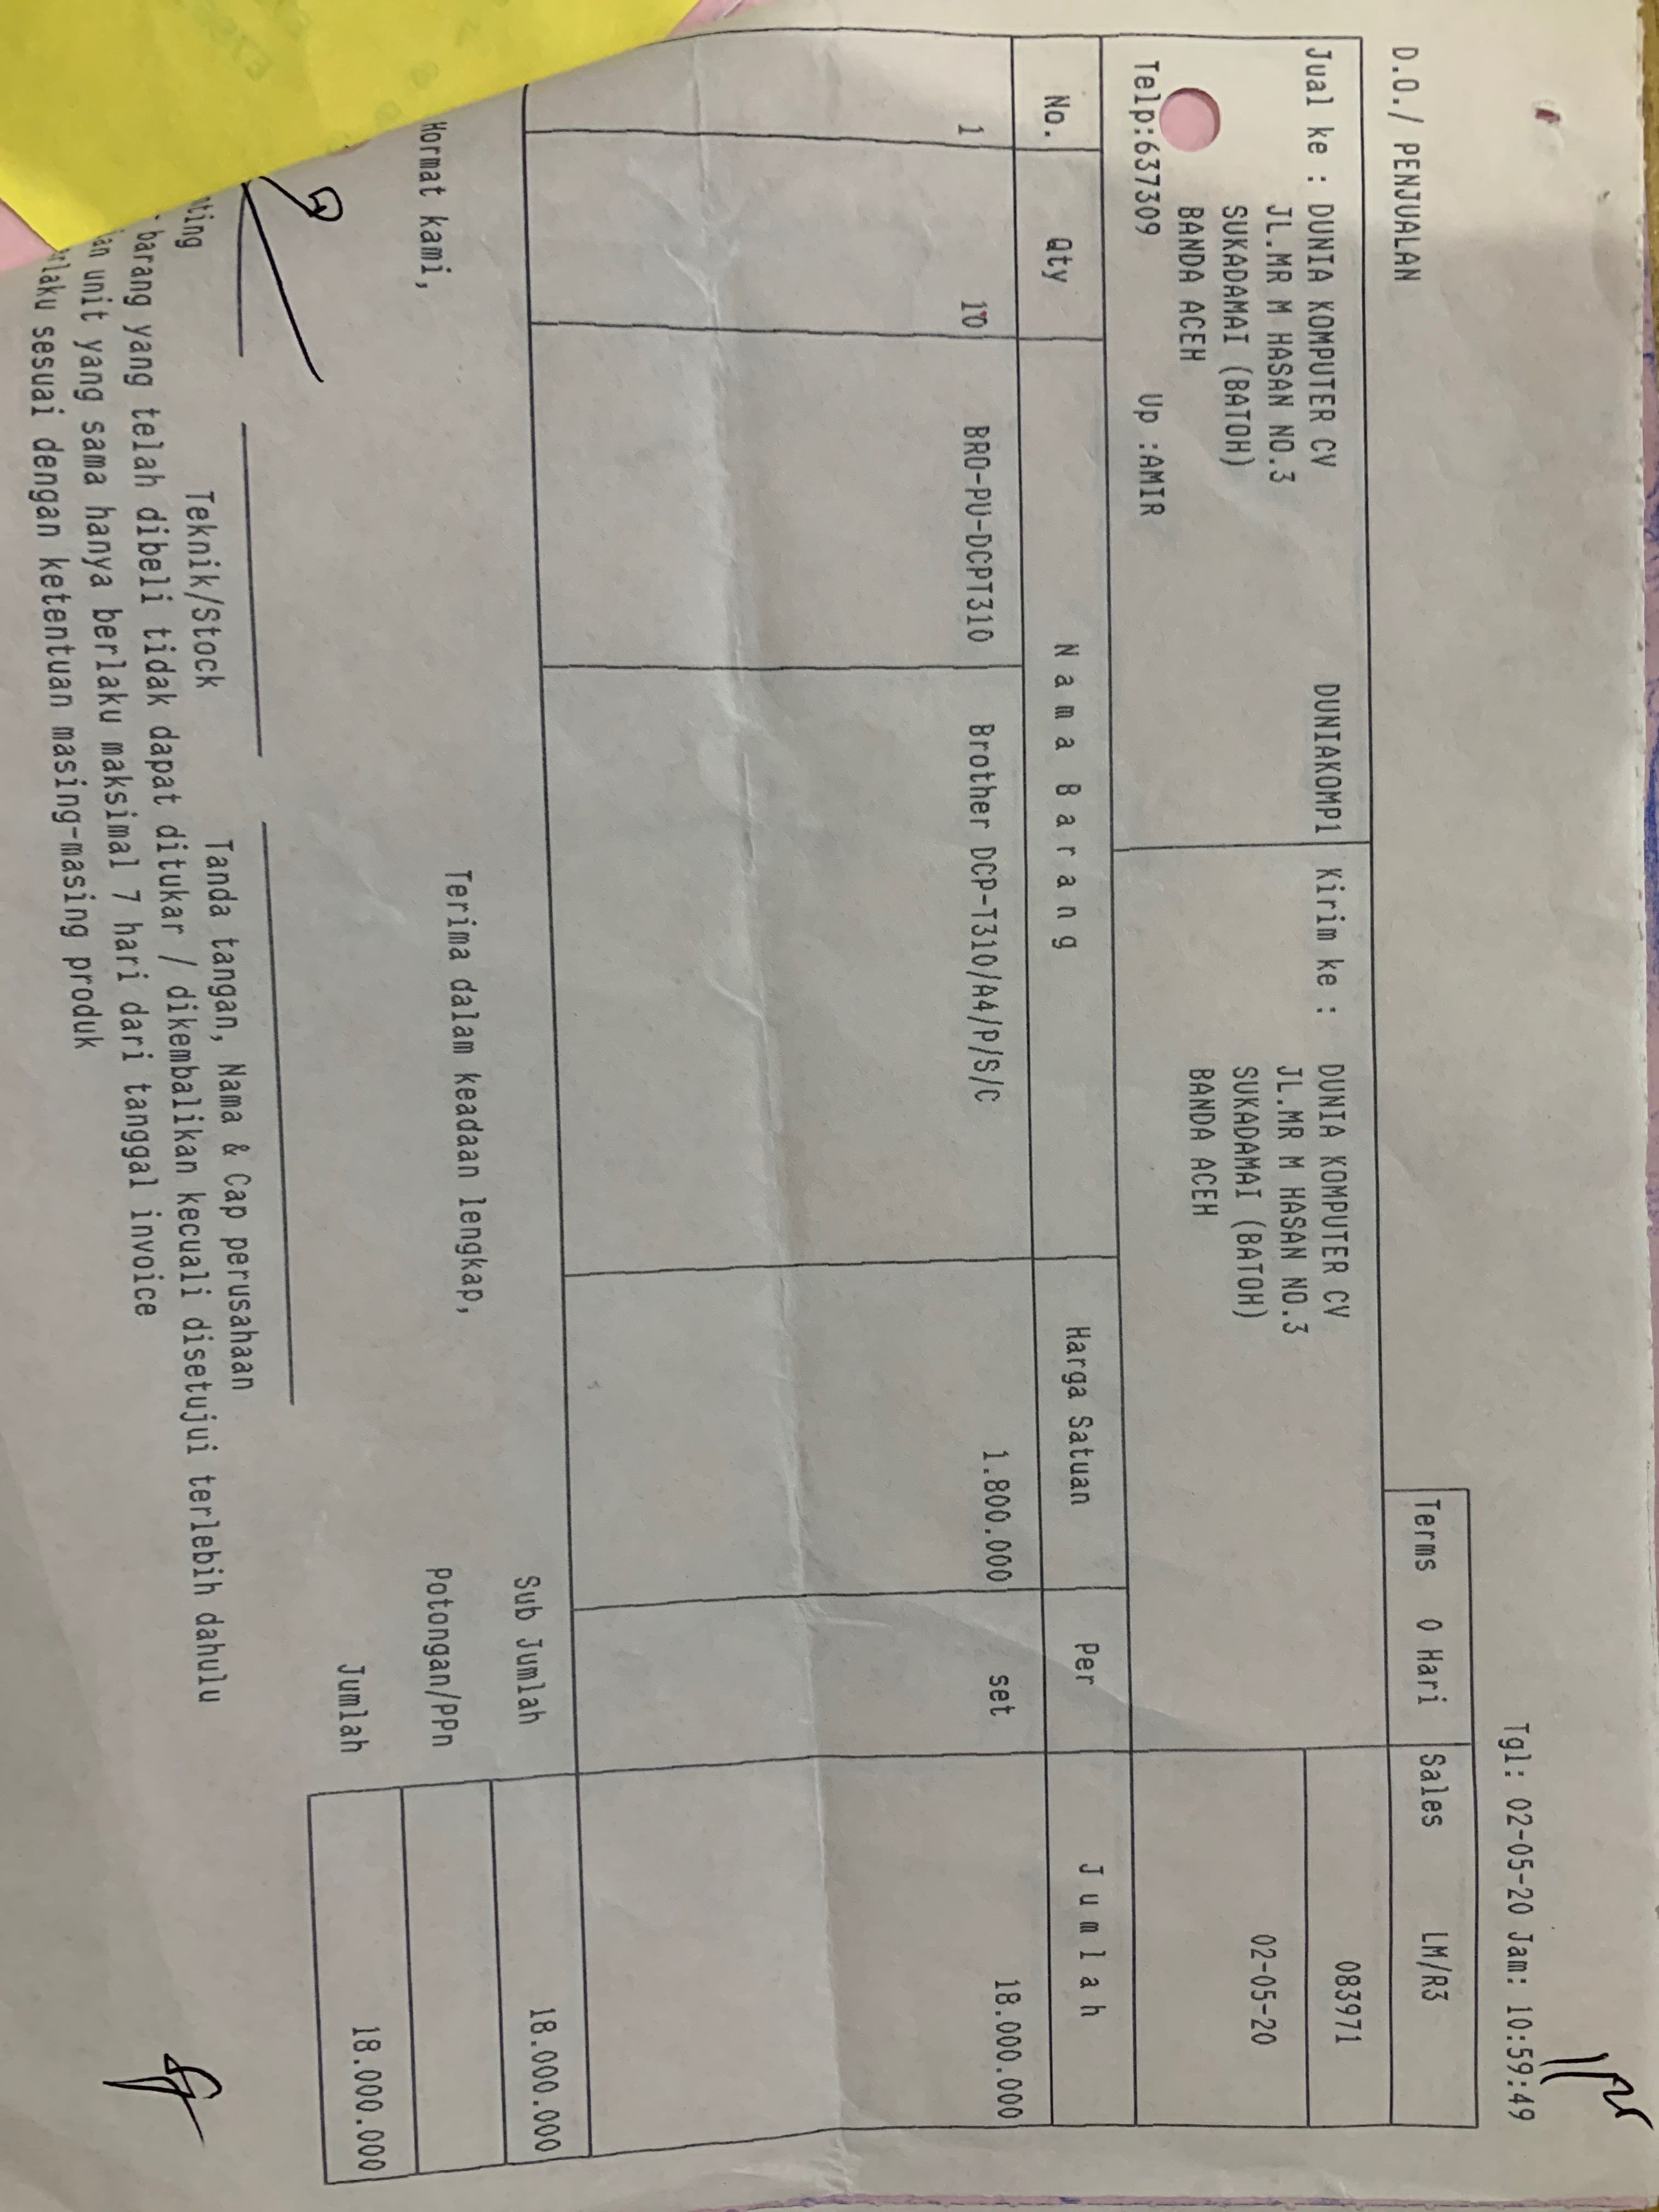 Tgl: 02-05-20 Jam: 10:59:49
D.O./ PENJUALAN
Terms 0 Hari Sales LM/R3
Jual ke : DUNIA KOMPUTER CV DUNIAKOMP1 Kirim ke : DUNIA KOMPUTER CV 083971
JL.MR M HASAN NO.3 JL.MR M HASAN NO.3
SUKADAMAI (BATOH) SUKADAMAI (BATOH) 02-05-20
BANDA ACEH BANDA ACEH
Telp:637309 Up :AMIR
No. Qty Nama Barang Harga Satuan Per Jumlah
1 10 BRO-PU-DCPT310 Brother DCP-T310/A4/P/S/C 1.800.000 set 18.000.000
Sub Jumlah 18.000.000
Hormat kami, Terima dalam keadaan lengkap, Potongan/PPn
Jumlah 18.000.000
Teknik/Stock Tanda tangan, Nama & Cap perusahaan
barang yang telah dibeli tidak dapat ditukar / dikembalikan kecuali disetujui terlebih dahulu
unit yang sama hanya berlaku maksimal 7 hari dari tanggal invoice
sesuai dengan ketentuan masing-masing produk